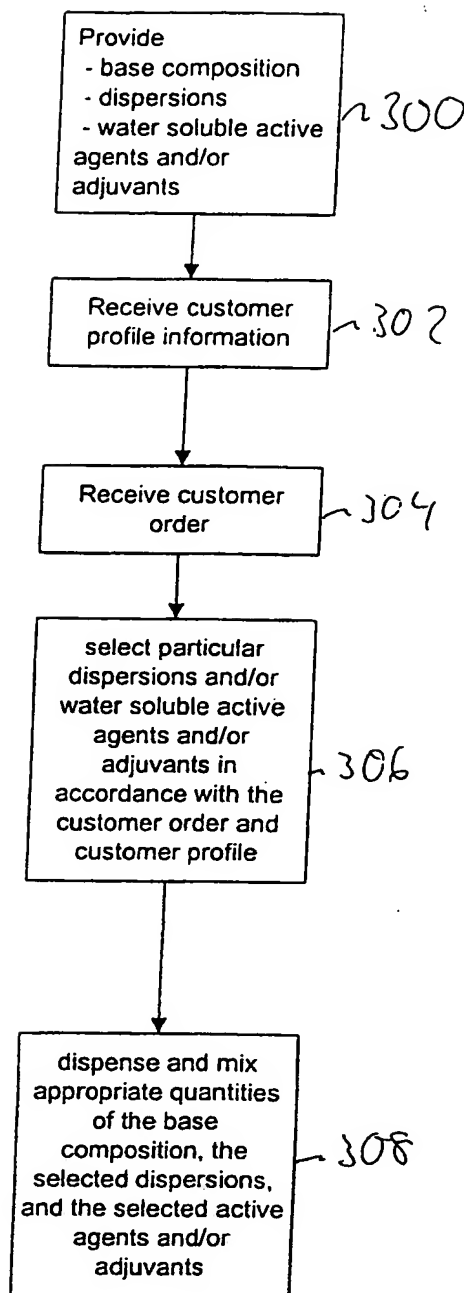 Provide
- base composition
- dispersions
- water soluble active
agents and/or
adjuvants
300
Receive customer
profile information
302
Receive customer
order
304
select particular
dispersions and/or
water soluble active
agents and/or
adjuvants in
accordance with the
customer order and
customer profile
306
dispense and mix
appropriate quantities
of the base
composition, the
selected dispersions,
and the selected active
agents and/or
adjuvants
308